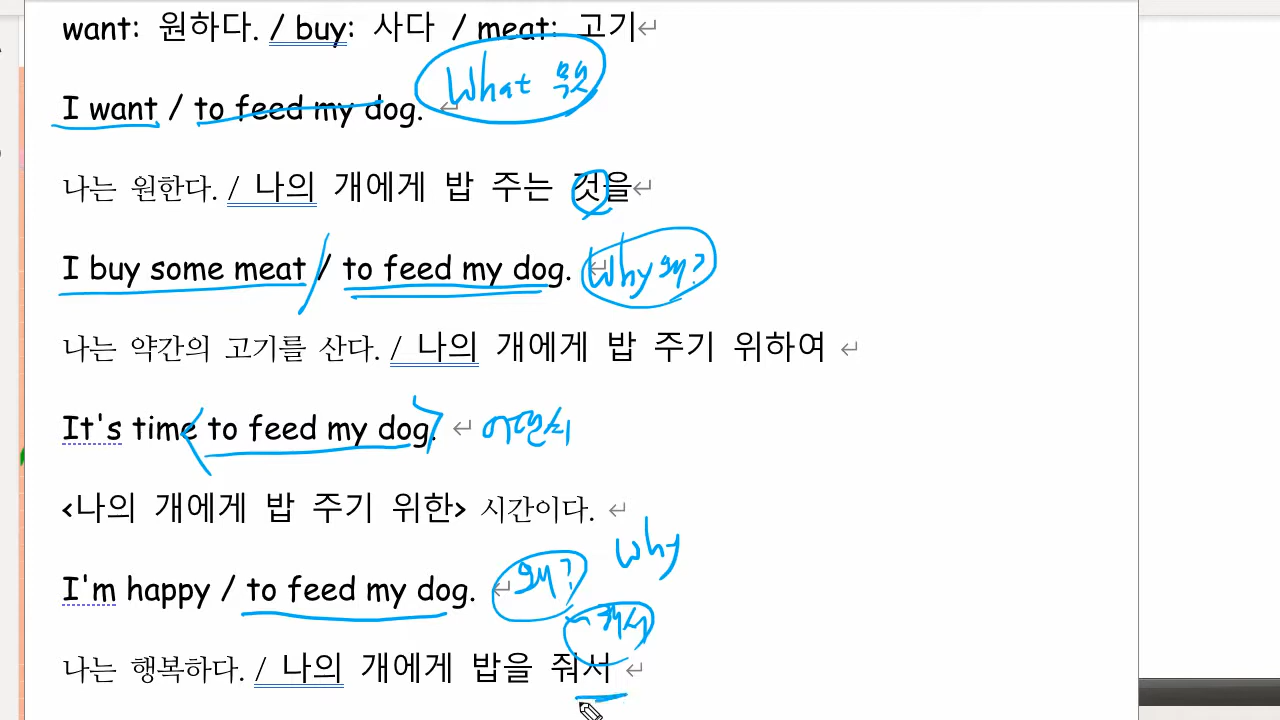 want: 원하다. / buy: 사다 / meat: 고기
What 무엇
I want / to feed my dog.
나는 원한다. / 나의 개에게 밥 주는 것을
I buy some meat / to feed my dog. Why 왜?
나는 약간의 고기를 산다. / 나의 개에게 밥 주기 위하여
It's time to feed my dog. 어떤식
<나의 개에게 밥 주기 위한> 시간이다.
Why
I'm happy / to feed my dog. 왜?
~해서
나는 행복하다. / 나의 개에게 밥을 줘서